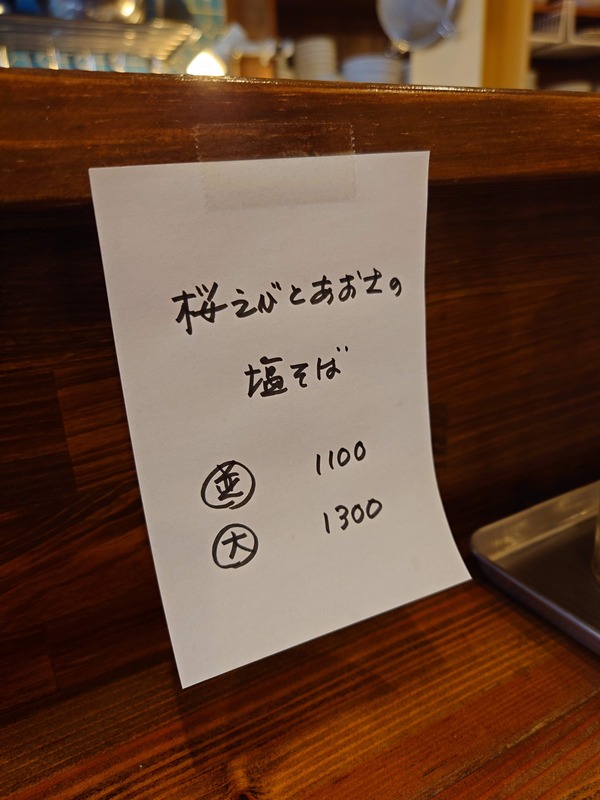 桜えびとあおさの
塩そば
並 1100
大 1300